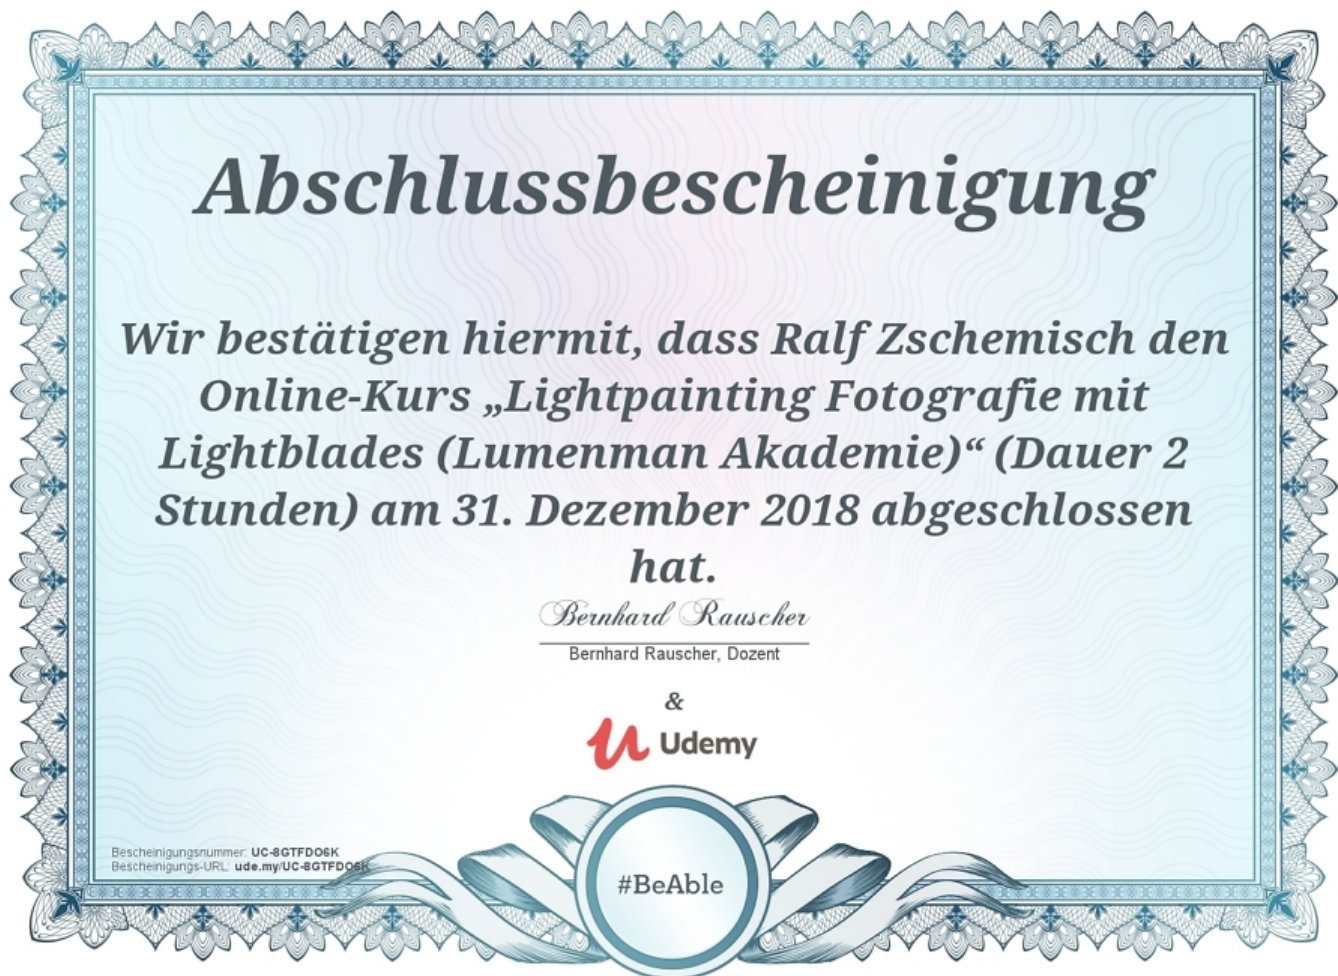 Abschlussbescheinigung
Wir bestätigen hiermit, dass Ralf Zschemisch den
Online-Kurs „Lightpainting Fotografie mit
Lightblades (Lumenman Akademie)“ (Dauer 2
Stunden) am 31. Dezember 2018 abgeschlossen
hat.
Bernhard Rauscher
Bernhard Rauscher, Dozent
&
Udemy
Bescheinigungsnummer: UC-8GTFDO6K
Bescheinigungs-URL: ude.my/UC-8GTFDO6K
#BeAble